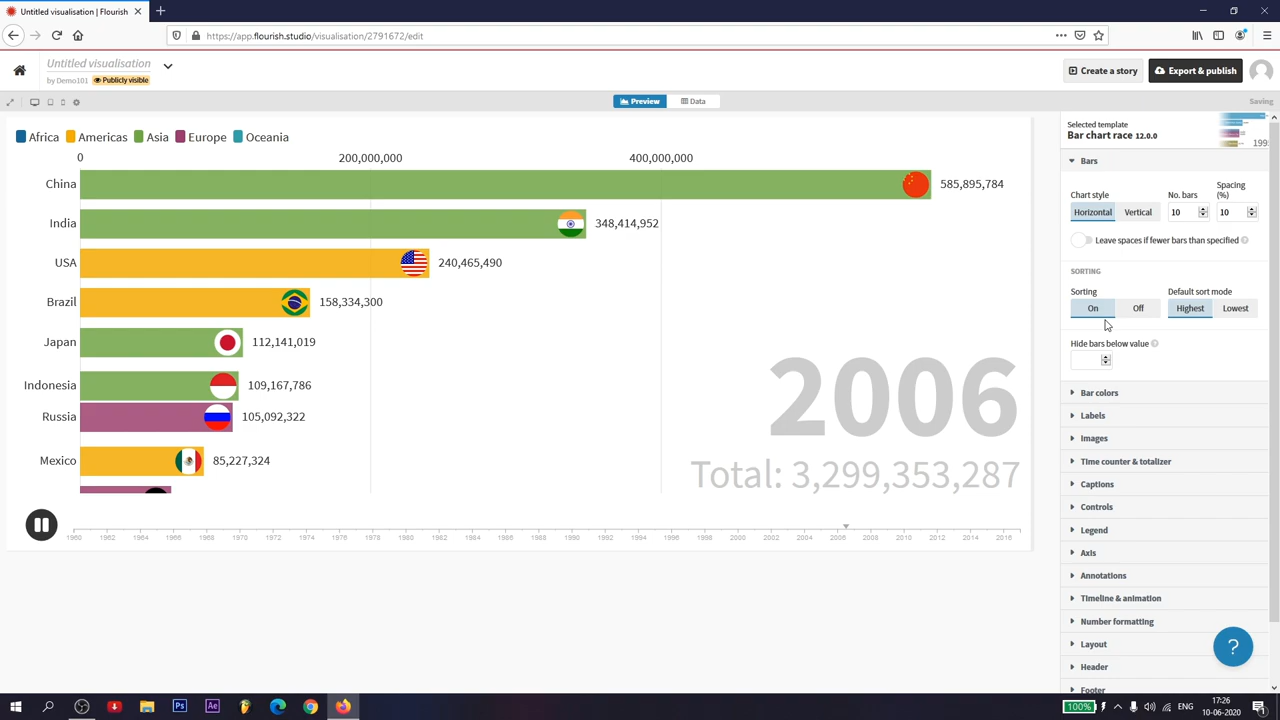 Untitled visualisation | Flourish
https://app.flourish.studio/visualisation/2791672/edit
Untitled visualisation
by Demo101 Publicly visible
Create a story
Export & publish
Preview
Data
Saving
Selected template
Bar chart race 12.0.0
199
Africa Americas Asia Europe Oceania
0 200,000,000 400,000,000
China 585,895,784
India 348,414,952
USA 240,465,490
Brazil 158,334,300
Japan 112,141,019
Indonesia 109,167,786
Russia 105,092,322
Mexico 85,227,324
2006
Total: 3,299,353,287
1960 1962 1964 1966 1968 1970 1972 1974 1976 1978 1980 1982 1984 1986 1988 1990 1992 1994 1996 1998 2000 2002 2004 2006 2008 2010 2012 2014 2016
Bars
Chart style No. bars Spacing (%)
Horizontal Vertical 10 10
Leave spaces if fewer bars than specified ?
SORTING
Sorting Default sort mode
On Off Highest Lowest
Hide bars below value ?
Bar colors
Labels
Images
Time counter & totalizer
Captions
Controls
Legend
Axis
Annotations
Timeline & animation
Number formatting
Layout
Header
Footer
?
Ps
Ae
100%
ENG
17:26
10-06-2020
1